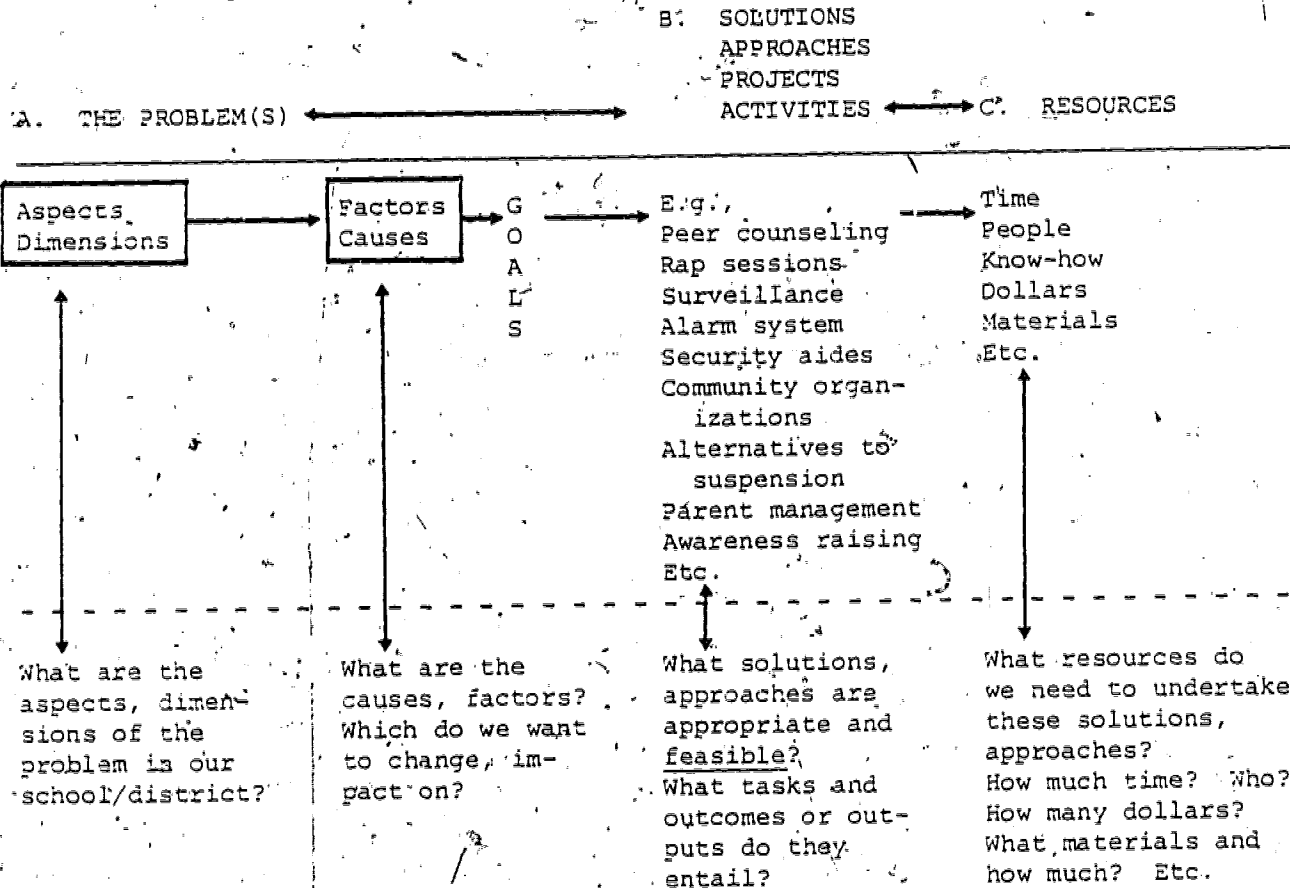 B. SOLUTIONS
APPROACHES
PROJECTS
A. THE PROBLEM(S) ACTIVITIES C. RESOURCES
Aspects
Dimensions
Factors
Causes
G
O
A
L
S
E.g.,
Peer counseling
Rap sessions
Surveillance
Alarm system
Security aides
Community organ-
izations
Alternatives to
suspension
Parent management
Awareness raising
Etc.
Time
People
Know-how
Dollars
Materials
Etc.
What are the
aspects, dimen-
sions of the
problem in our
school/district?
What are the
causes, factors?
Which do we want
to change, im-
pact on?
What solutions,
approaches are
appropriate and
feasible?
What tasks and
outcomes or out-
puts do they
entail?
What resources do
we need to undertake
these solutions,
approaches?
How much time? Who?
How many dollars?
What materials and
how much? Etc.